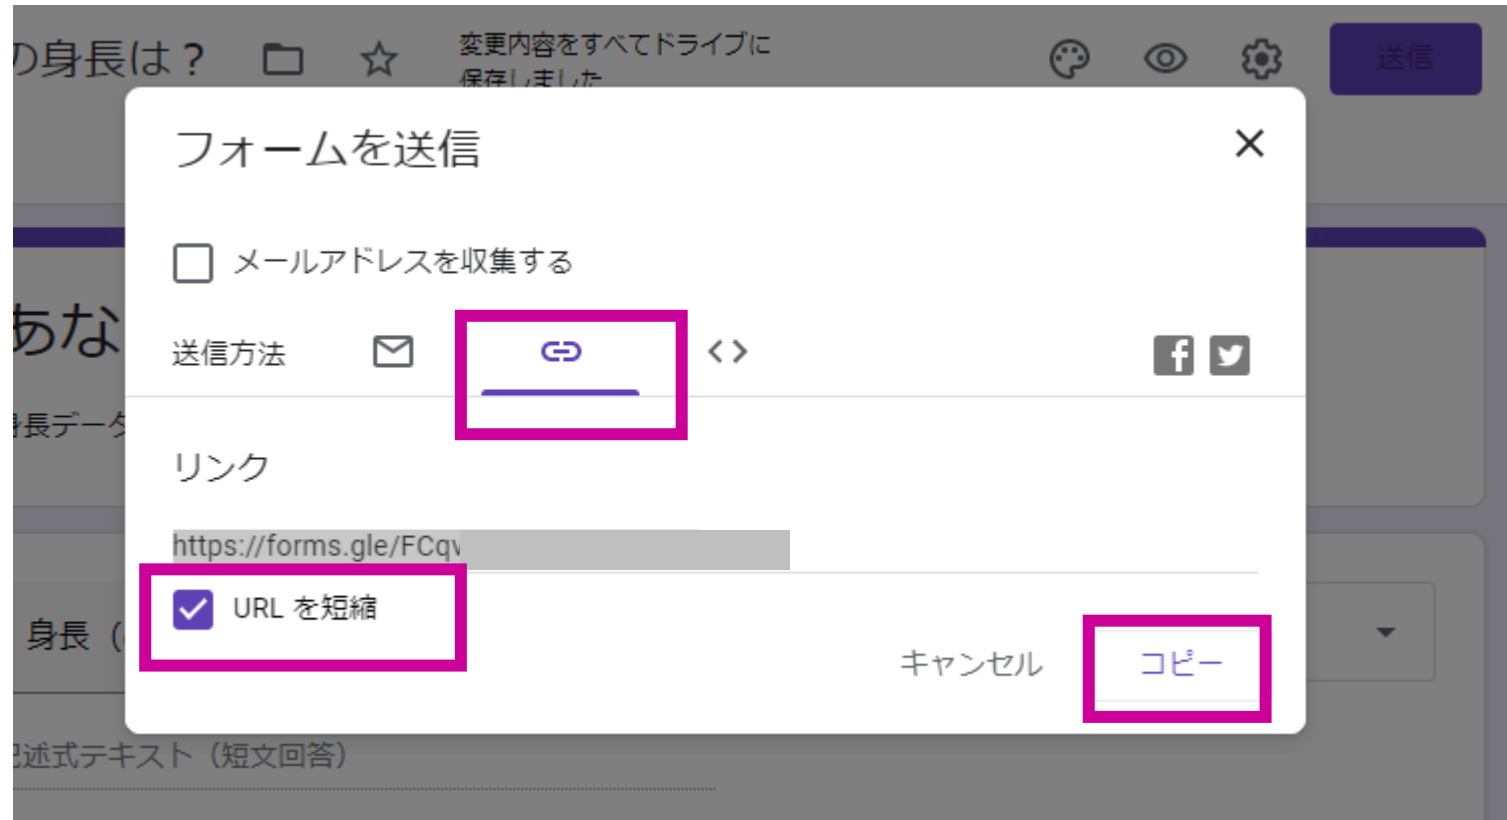 の身長は？
変更内容をすべてドライブに
保存しました
送信
フォームを送信
メールアドレスを収集する
あな
送信方法
身長データ
リンク
https://forms.gle/FCqv
URL を短縮
身長（
キャンセル
コピー
記述式テキスト（短文回答）